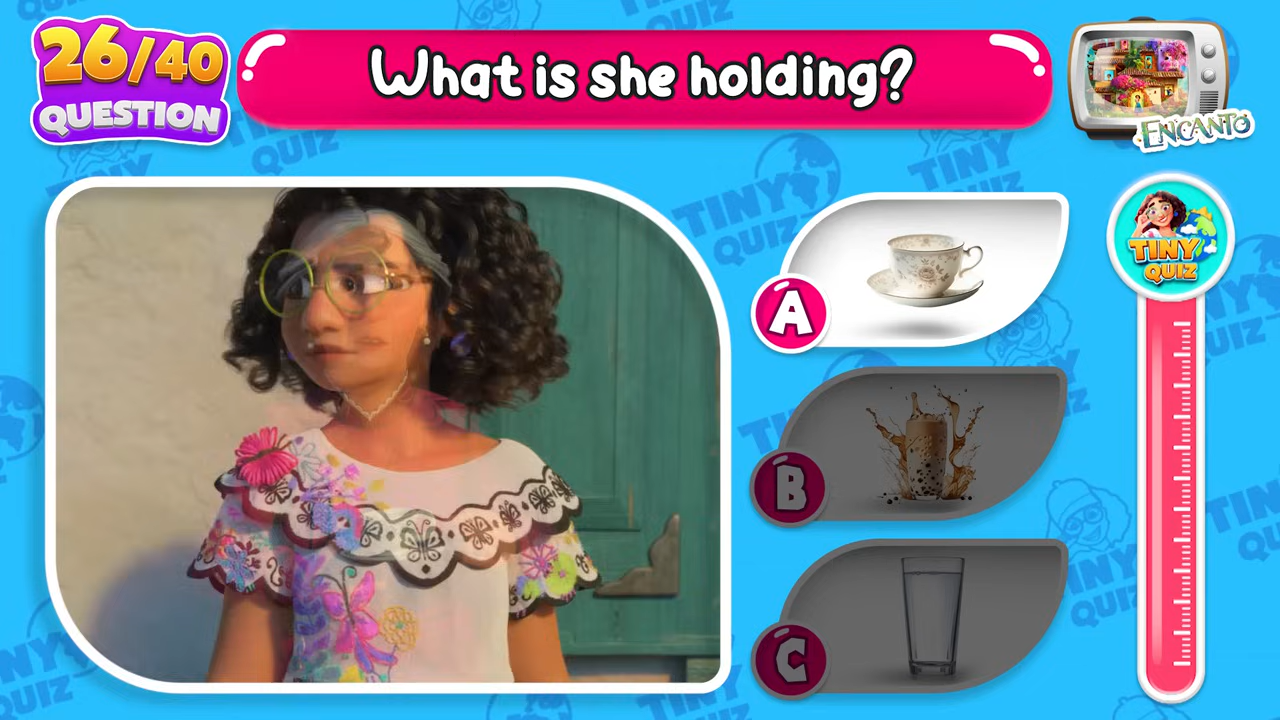 26/40
QUESTION
What is she holding?
ENCANTO
TINY
QUIZ
A
B
C